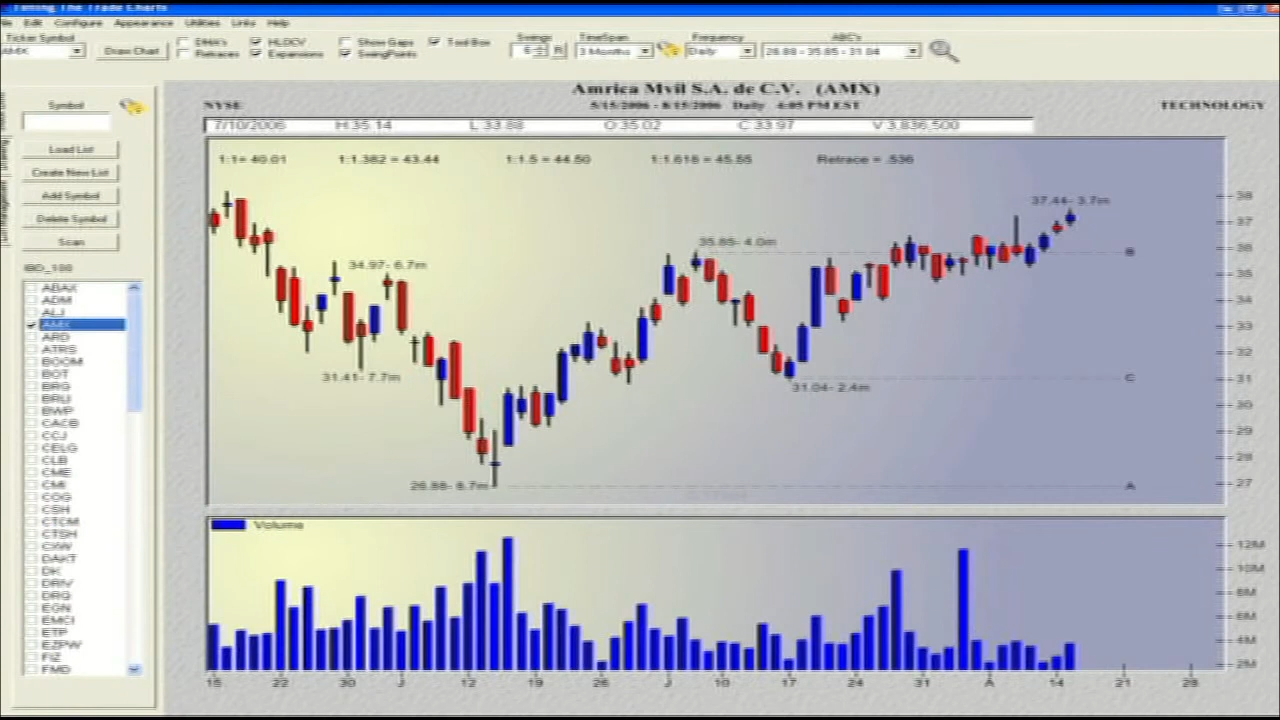 Timing The Trade Charts
Edit Configure Appearance Utilities Links Help
Ticker Symbol
AMX
Draw Chart
DMA's
Retraces
HLOCV
Expansions
Show Gaps
SwingPoints
Tool Box
Swings
6
R
TimeSpan
3 Months
Frequency
Daily
ABC's
26.88 - 35.85 - 31.04
Amrica Mvil S.A. de C.V. (AMX)
NYSE
5/15/2006 - 8/15/2006 Daily 4:05 PM EST
TECHNOLOGY
7/10/2006 H 35.14 L 33.88 O 35.02 C 33.97 V 3,836,500
1:1= 40.01 1:1.382 = 43.44 1:1.5 = 44.50 1:1.618 = 45.55 Retrace = .536
Symbol
Load List
Create New List
Add Symbol
Delete Symbol
Scan
IBD_100
ABAX
ADM
ALJ
AMX
ARD
ATRS
BOOM
BOT
BRG
BRLI
BWP
CACB
CCJ
CELG
CLB
CME
CMI
COG
CSH
CTCM
CTSH
CXW
DAKT
DK
DRIV
DRQ
EGN
EMCI
ETP
EZPW
FIZ
FMD
37.44- 3.7m
35.85- 4.0m
34.97- 6.7m
31.41- 7.7m
31.04- 2.4m
26.88- 8.7m
B
C
A
38
37
36
35
34
33
32
31
30
29
28
27
Volume
12M
10M
8M
6M
4M
2M
15 22 30 J 12 19 26 J 10 17 24 31 A 14 21 28